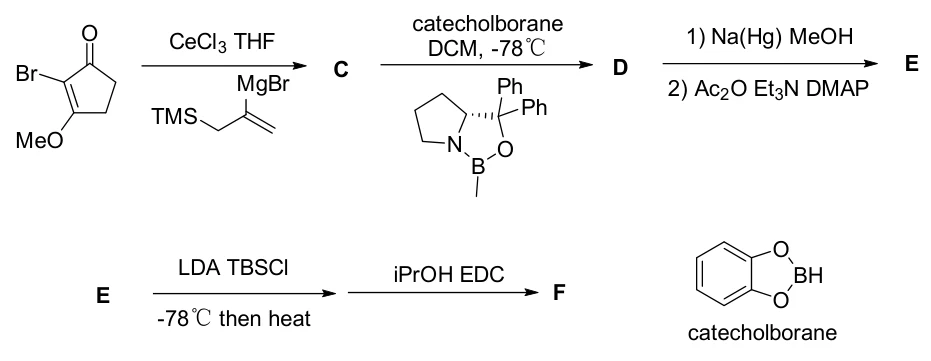 O
Br
MeO
CeCl3 THF
MgBr
TMS
C
catecholborane
DCM, -78℃
Ph
Ph
N
O
B
D
1) Na(Hg) MeOH
2) Ac2O Et3N DMAP
E
E
LDA TBSCl
-78℃ then heat
iPrOH EDC
F
O
BH
O
catecholborane